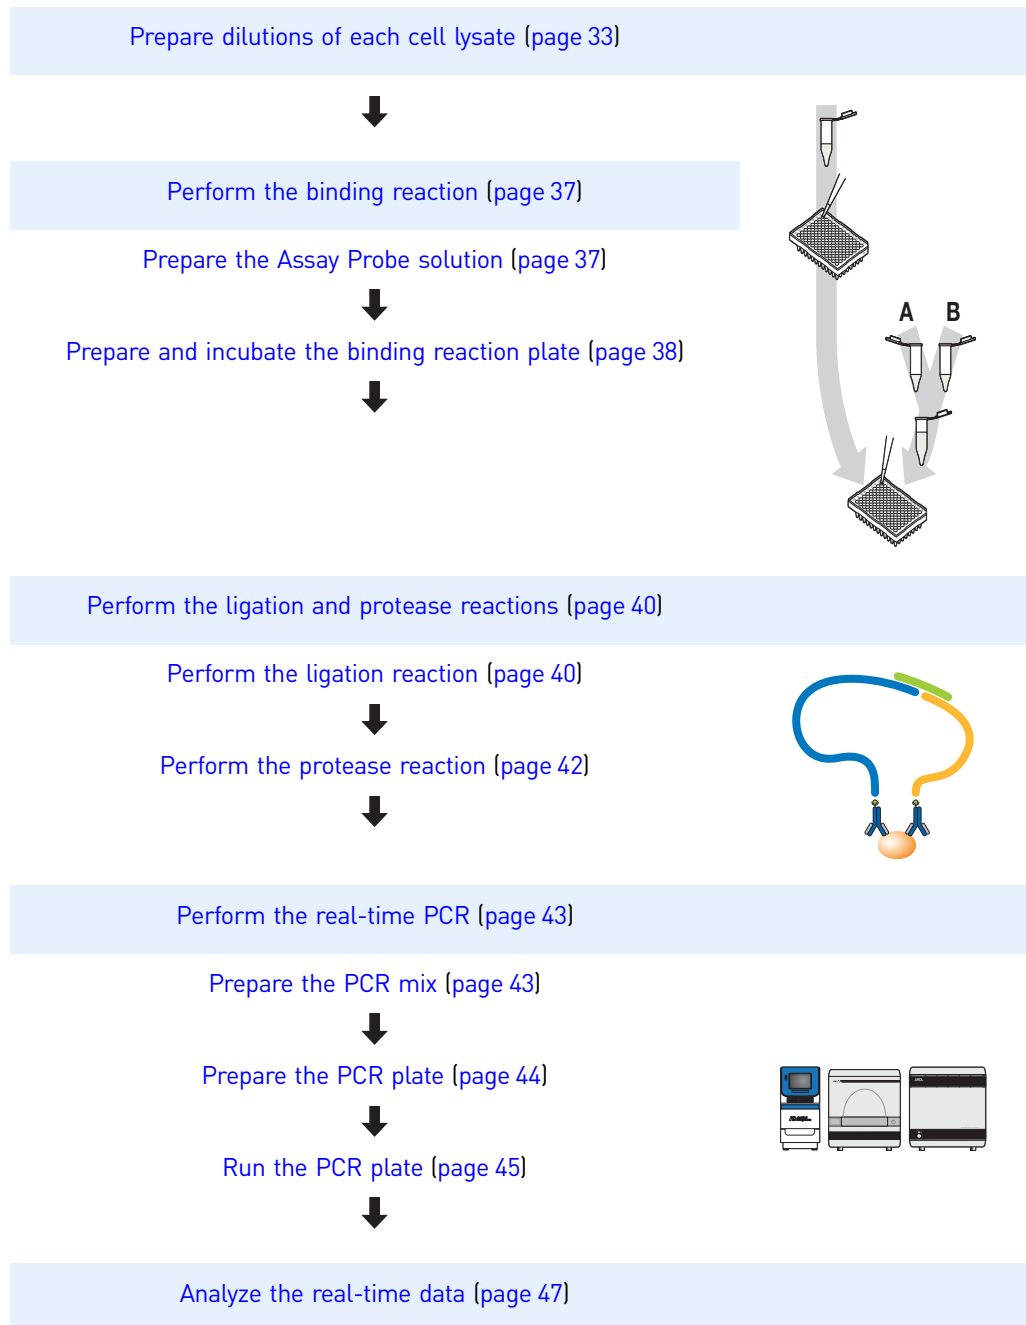 Prepare dilutions of each cell lysate (page 33)
Perform the binding reaction (page 37)
Prepare the Assay Probe solution (page 37)
A B
Prepare and incubate the binding reaction plate (page 38)
Perform the ligation and protease reactions (page 40)
Perform the ligation reaction (page 40)
Perform the protease reaction (page 42)
Perform the real-time PCR (page 43)
Prepare the PCR mix (page 43)
Prepare the PCR plate (page 44)
Run the PCR plate (page 45)
Analyze the real-time data (page 47)